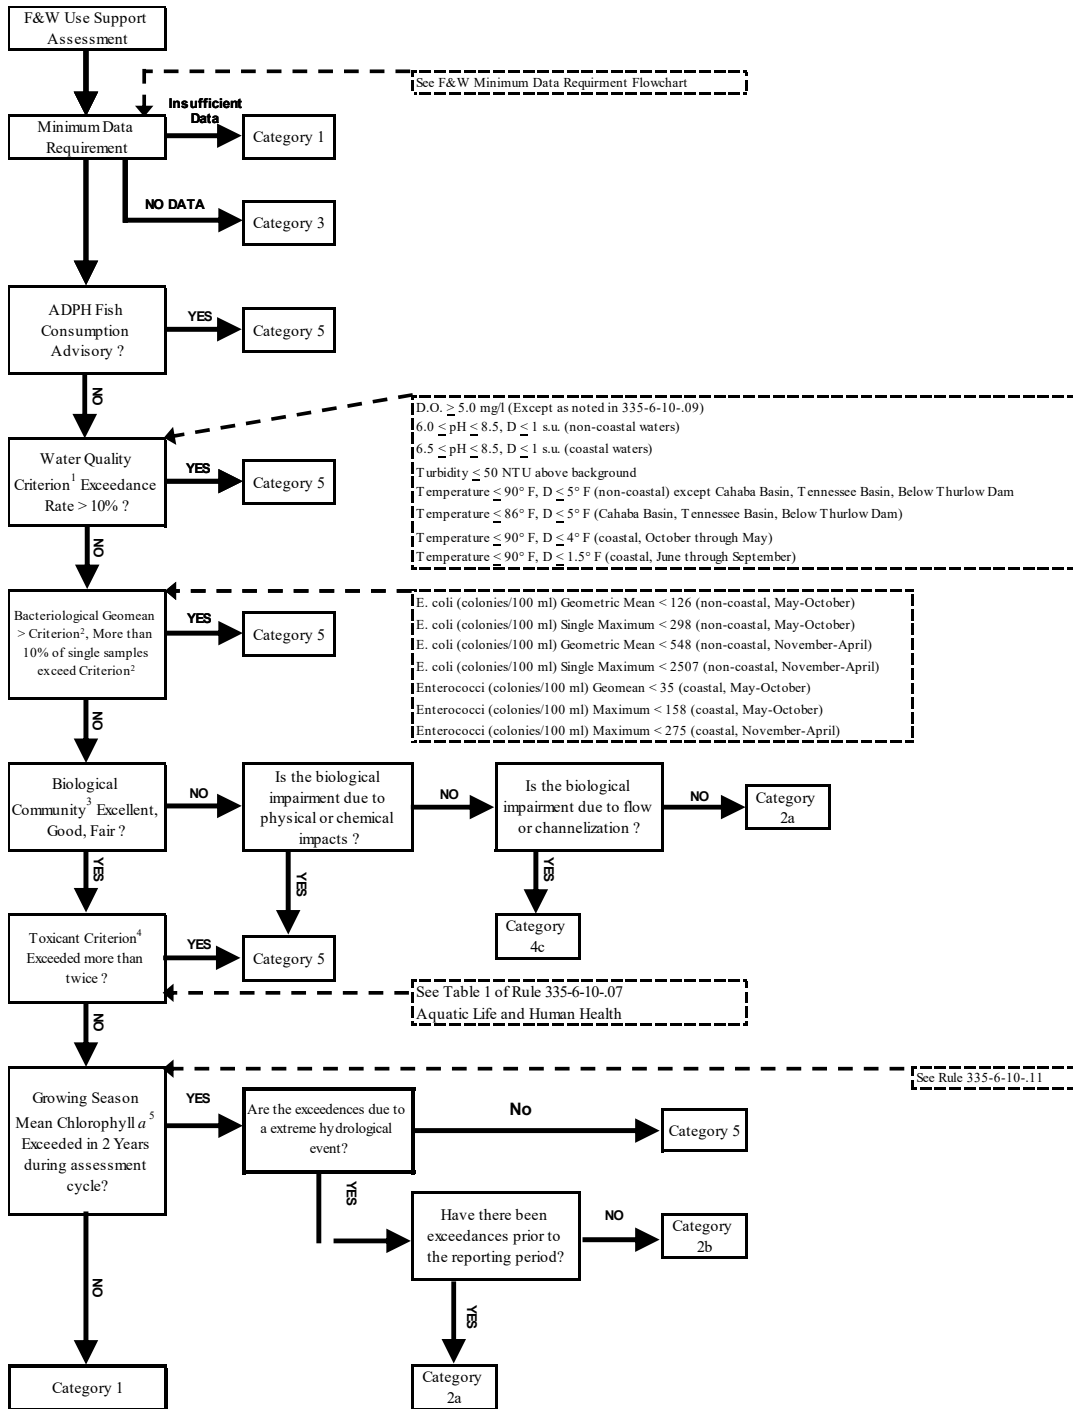 F&W Use Support
Assessment
See F&W Minimum Data Requirment Flowchart
Insufficient
Data
Minimum Data
Requirement
Category 1
NO DATA
Category 3
ADPH Fish
Consumption
Advisory ?
YES
Category 5
NO
D.O. ≥ 5.0 mg/l (Except as noted in 335-6-10-.09)
6.0 ≤ pH ≤ 8.5, D ≤ 1 s.u. (non-coastal waters)
6.5 ≤ pH ≤ 8.5, D ≤ 1 s.u. (coastal waters)
Turbidity ≤ 50 NTU above background
Temperature ≤ 90° F, D ≤ 5° F (non-coastal) except Cahaba Basin, Tennessee Basin, Below Thurlow Dam
Temperature ≤ 86° F, D ≤ 5° F (Cahaba Basin, Tennessee Basin, Below Thurlow Dam)
Temperature ≤ 90° F, D ≤ 4° F (coastal, October through May)
Temperature ≤ 90° F, D ≤ 1.5° F (coastal, June through September)
Water Quality
Criterion¹ Exceedance
Rate > 10% ?
YES
Category 5
NO
Bacteriological Geomean
> Criterion², More than
10% of single samples
exceed Criterion²
YES
Category 5
E. coli (colonies/100 ml) Geometric Mean < 126 (non-coastal, May-October)
E. coli (colonies/100 ml) Single Maximum < 298 (non-coastal, May-October)
E. coli (colonies/100 ml) Geometric Mean < 548 (non-coastal, November-April)
E. coli (colonies/100 ml) Single Maximum < 2507 (non-coastal, November-April)
Enterococci (colonies/100 ml) Geomean < 35 (coastal, May-October)
Enterococci (colonies/100 ml) Maximum < 158 (coastal, May-October)
Enterococci (colonies/100 ml) Maximum < 275 (coastal, November-April)
NO
Biological
Community³ Excellent,
Good, Fair ?
NO
Is the biological
impairment due to
physical or chemical
impacts ?
NO
Is the biological
impairment due to flow
or channelization ?
NO
Category
2a
YES
YES
YES
Category
4c
Toxicant Criterion⁴
Exceeded more than
twice ?
YES
Category 5
See Table 1 of Rule 335-6-10-.07
Aquatic Life and Human Health
NO
See Rule 335-6-10-.11
Growing Season
Mean Chlorophyll a⁵
Exceeded in 2 Years
during assessment
cycle?
YES
Are the exceedences due to
a extreme hydrological
event?
No
Category 5
YES
Have there been
exceedances prior to
the reporting period?
NO
Category
2b
NO
YES
Category 1
Category
2a